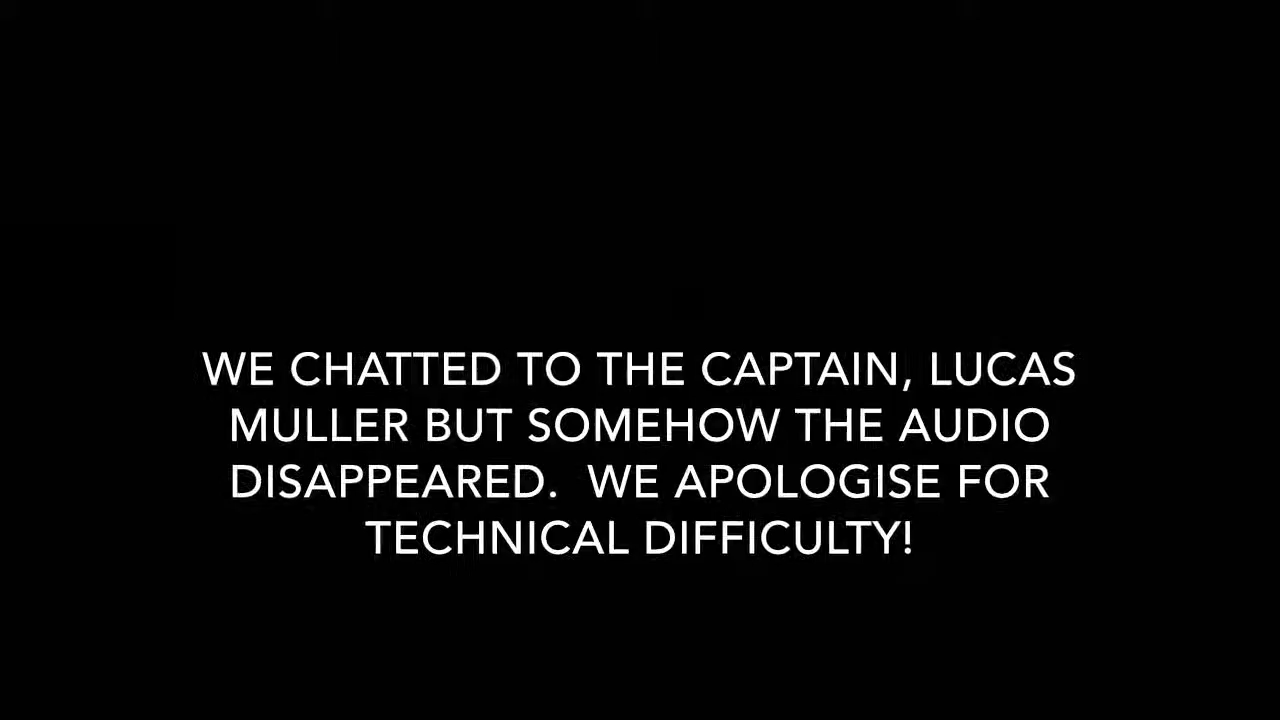 WE CHATTED TO THE CAPTAIN, LUCAS
MULLER BUT SOMEHOW THE AUDIO
DISAPPEARED.  WE APOLOGISE FOR
TECHNICAL DIFFICULTY!